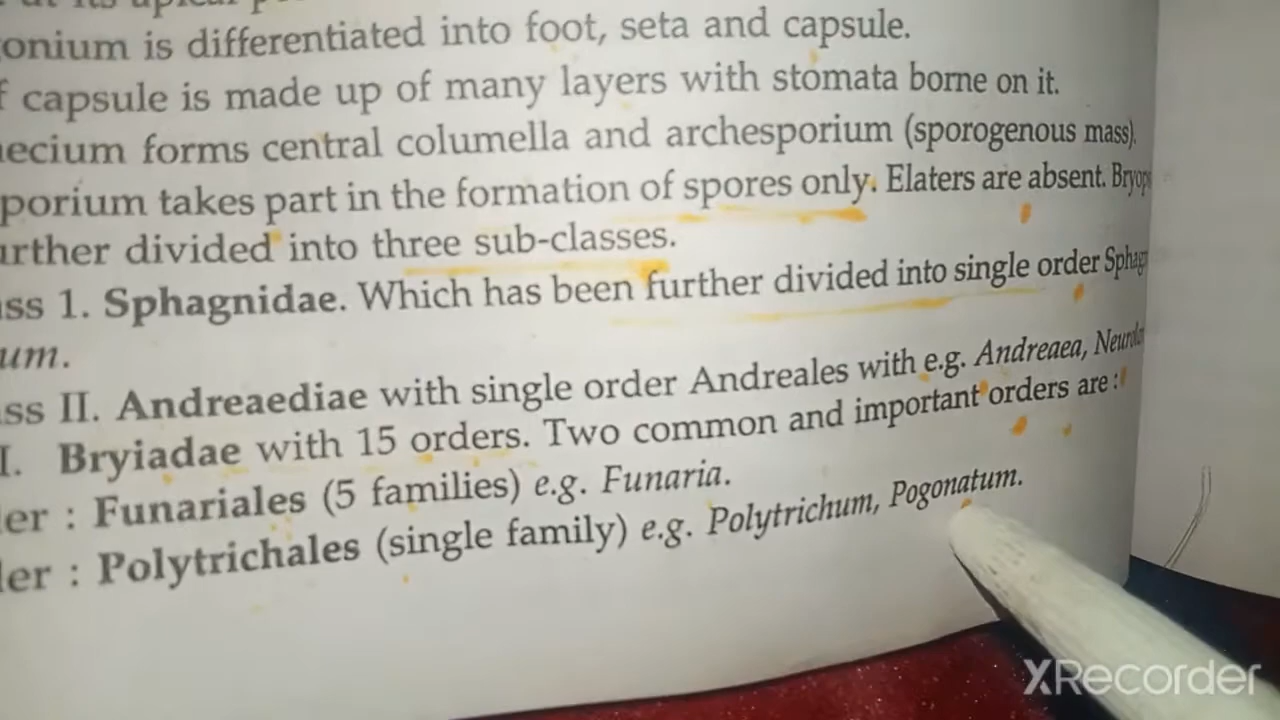 onium is differentiated into foot, seta and capsule.
f capsule is made up of many layers with stomata borne on it.
ecium forms central columella and archesporium (sporogenous mass).
porium takes part in the formation of spores only. Elaters are absent. Bryop
urther divided into three sub-classes.
ss 1. Sphagnidae. Which has been further divided into single order Sphagn
um.
ss II. Andreaediae with single order Andreales with e.g. Andreaea,
I. Bryiadae with 15 orders. Two common and important orders are :
er : Funariales (5 families) e.g. Funaria.
er : Polytrichales (single family) e.g. Polytrichum, Pogonatum.
XRecorder